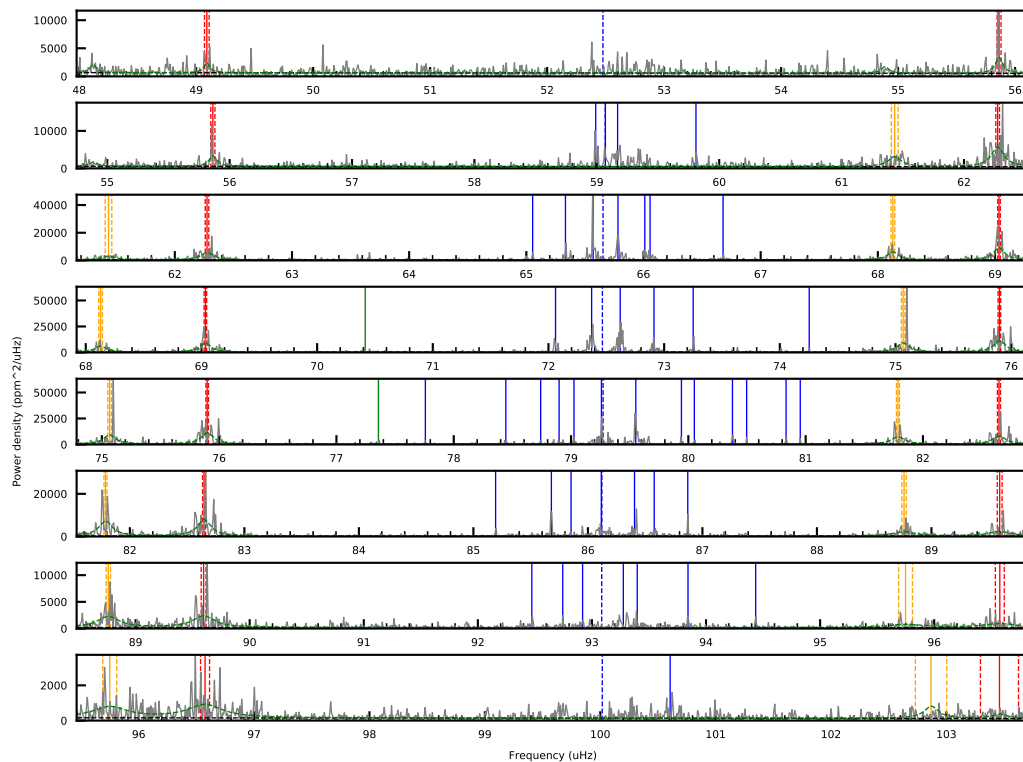 10000
5000
0
48 49 50 51 52 53 54 55 56
10000
0
55 56 57 58 59 60 61 62
40000
20000
0
62 63 64 65 66 67 68 69
50000
25000
0
68 69 70 71 72 73 74 75 76
50000
25000
0
75 76 77 78 79 80 81 82
20000
0
82 83 84 85 86 87 88 89
10000
5000
0
89 90 91 92 93 94 95 96
2000
0
96 97 98 99 100 101 102 103
Power density (ppm^2/uHz)
Frequency (uHz)